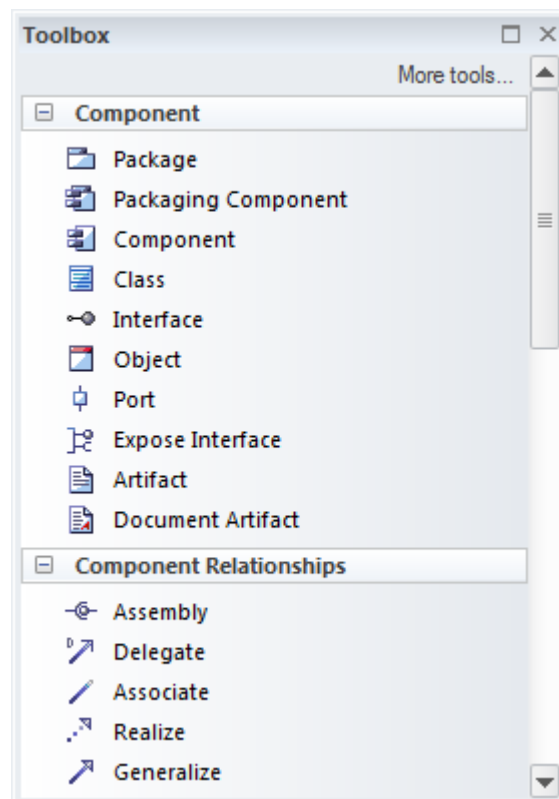 Toolbox
More tools...
Component
Package
Packaging Component
Component
Class
Interface
Object
Port
Expose Interface
Artifact
Document Artifact
Component Relationships
Assembly
Delegate
Associate
Realize
Generalize